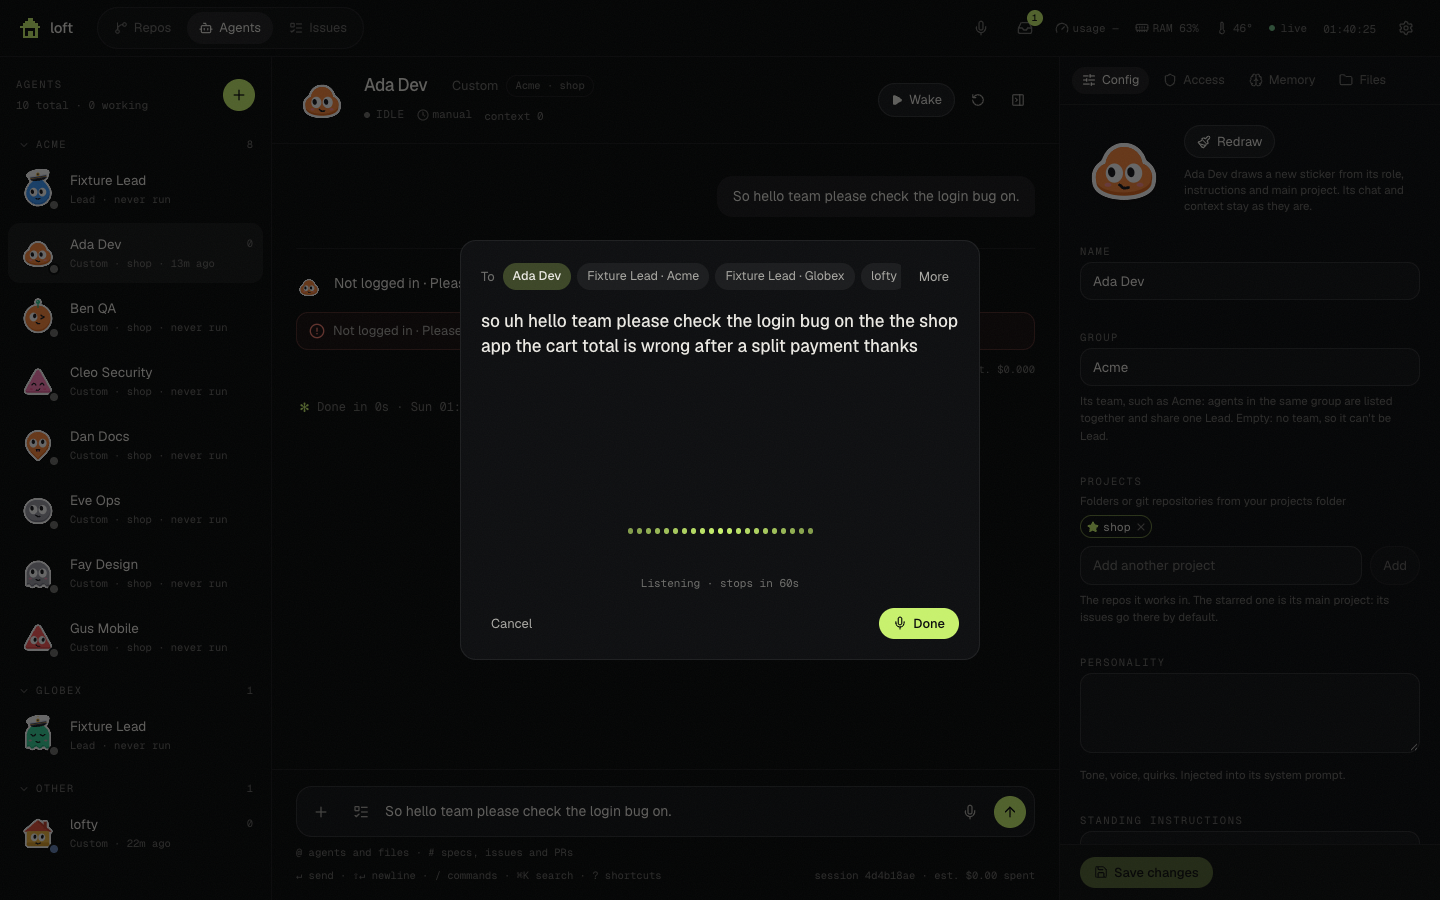 loft
Repos
Agents
Issues
1
usage —
RAM 63%
46°
live
01:40:25
AGENTS
10 total · 0 working
ACME 8
Fixture Lead
Lead · never run
Ada Dev 0
Custom · shop · 13m ago
Ben QA
Custom · shop · never run
Cleo Security
Custom · shop · never run
Dan Docs
Custom · shop · never run
Eve Ops
Custom · shop · never run
Fay Design
Custom · shop · never run
Gus Mobile
Custom · shop · never run
GLOBEX 1
Fixture Lead
Lead · never run
OTHER 1
lofty 0
Custom · 22m ago
Ada Dev Custom Acme · shop
IDLE manual context 0
Wake
So hello team please check the login bug on.
Not logged in · Pleas
Not logged in · Please
t. $0.000
Done in 0s · Sun 01:
To Ada Dev Fixture Lead · Acme Fixture Lead · Globex lofty More
so uh hello team please check the login bug on the the shop
app the cart total is wrong after a split payment thanks
Listening · stops in 60s
Cancel
Done
So hello team please check the login bug on.
@ agents and files · # specs, issues and PRs
↵ send · ⇧↵ newline · / commands · ⌘K search · ? shortcuts
session 4d4b18ae · est. $0.00 spent
Config
Access
Memory
Files
Redraw
Ada Dev draws a new sticker from its role,
instructions and main project. Its chat and
context stay as they are.
NAME
Ada Dev
GROUP
Acme
Its team, such as Acme: agents in the same group are listed
together and share one Lead. Empty: no team, so it can't be
Lead.
PROJECTS
Folders or git repositories from your projects folder
shop
Add another project
Add
The repos it works in. The starred one is its main project: its
issues go there by default.
PERSONALITY
Tone, voice, quirks. Injected into its system prompt.
STANDING INSTRUCTIONS
Save changes